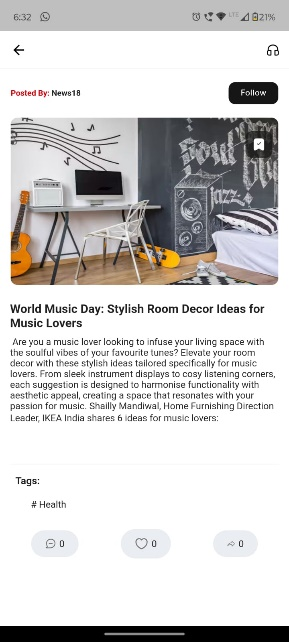 6:32
LTE
21%
Posted By: News18
Follow
Soul
jazz.
World Music Day: Stylish Room Decor Ideas for
Music Lovers
Are you a music lover looking to infuse your living space with
the soulful vibes of your favourite tunes? Elevate your room
decor with these stylish ideas tailored specifically for music
lovers. From sleek instrument displays to cosy listening corners,
each suggestion is designed to harmonise functionality with
aesthetic appeal, creating a space that resonates with your
passion for music. Shailly Mandiwal, Home Furnishing Direction
Leader, IKEA India shares 6 ideas for music lovers:
Tags:
# Health
0
0
0